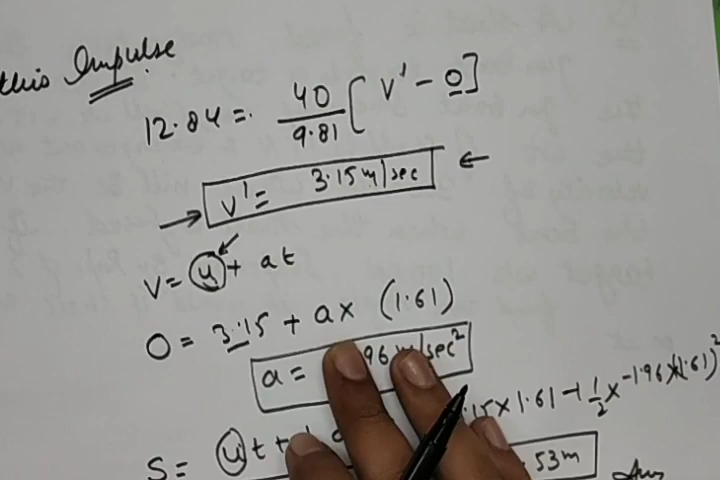 this Impulse
12.84 = 40/9.81 [ v' - 0 ]
v' = 3.15 m/sec
v = u + at
0 = 3.15 + a x (1.61)
a = 96 m/sec²
S = ut + .15 x 1.61 + 1/2 x -1.96 x (1.61)²
.53 m Ans